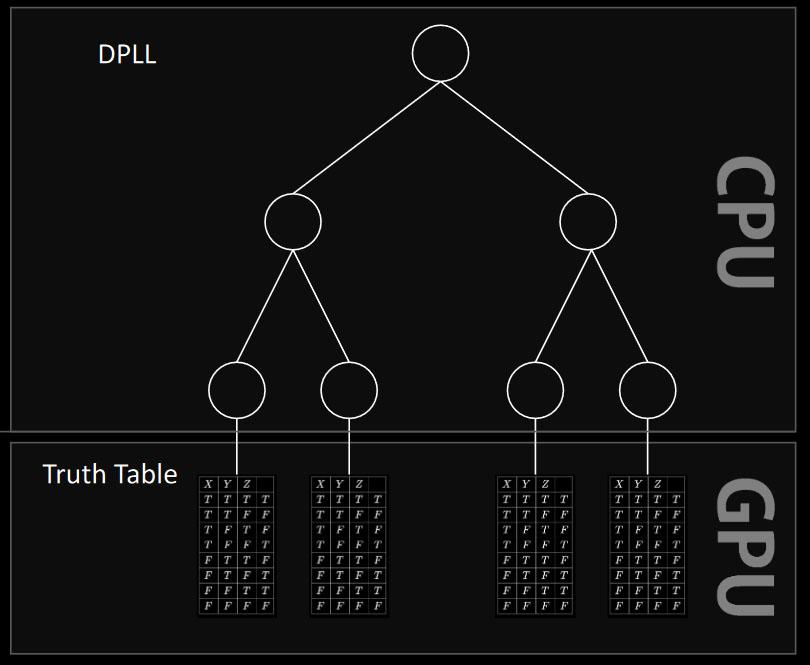 DPLL
CPU
Truth Table
GPU
X Y Z X Y Z X Y Z X Y Z
T T T T T T T T T T T T T T T T
T T F F T T F F T T F F T T F F
T F T T T F T T T F T T T F T T
T F F F T F F F T F F F T F F F
F T T F F T T F F T T F F T T F
F T F T F T F T F T F T F T F T
F F T T F F T T F F T T F F T T
F F F F F F F F F F F F F F F F